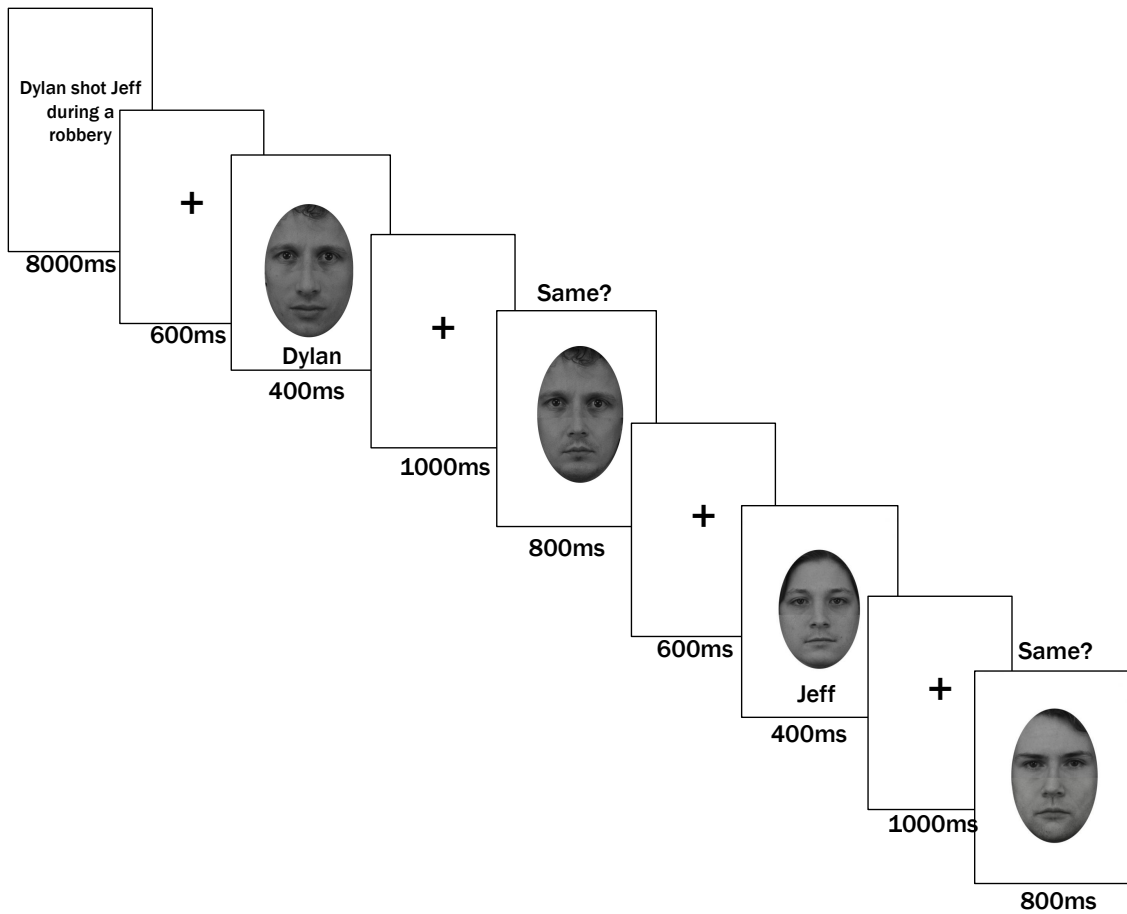 Dylan shot Jeff
during a
robbery
8000ms
+
600ms
Dylan
400ms
+
1000ms
Same?
800ms
+
600ms
Jeff
400ms
+
1000ms
Same?
800ms